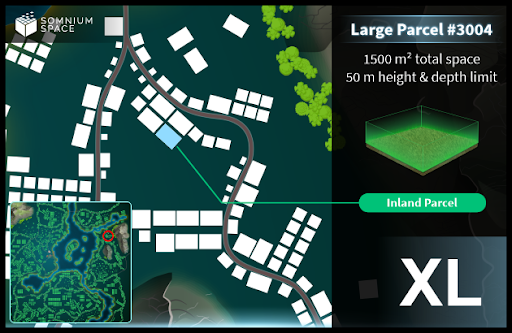 SOMNIUM
SPACE
Large Parcel #3004
1500 m² total space
50 m height & depth limit
Inland Parcel
XL